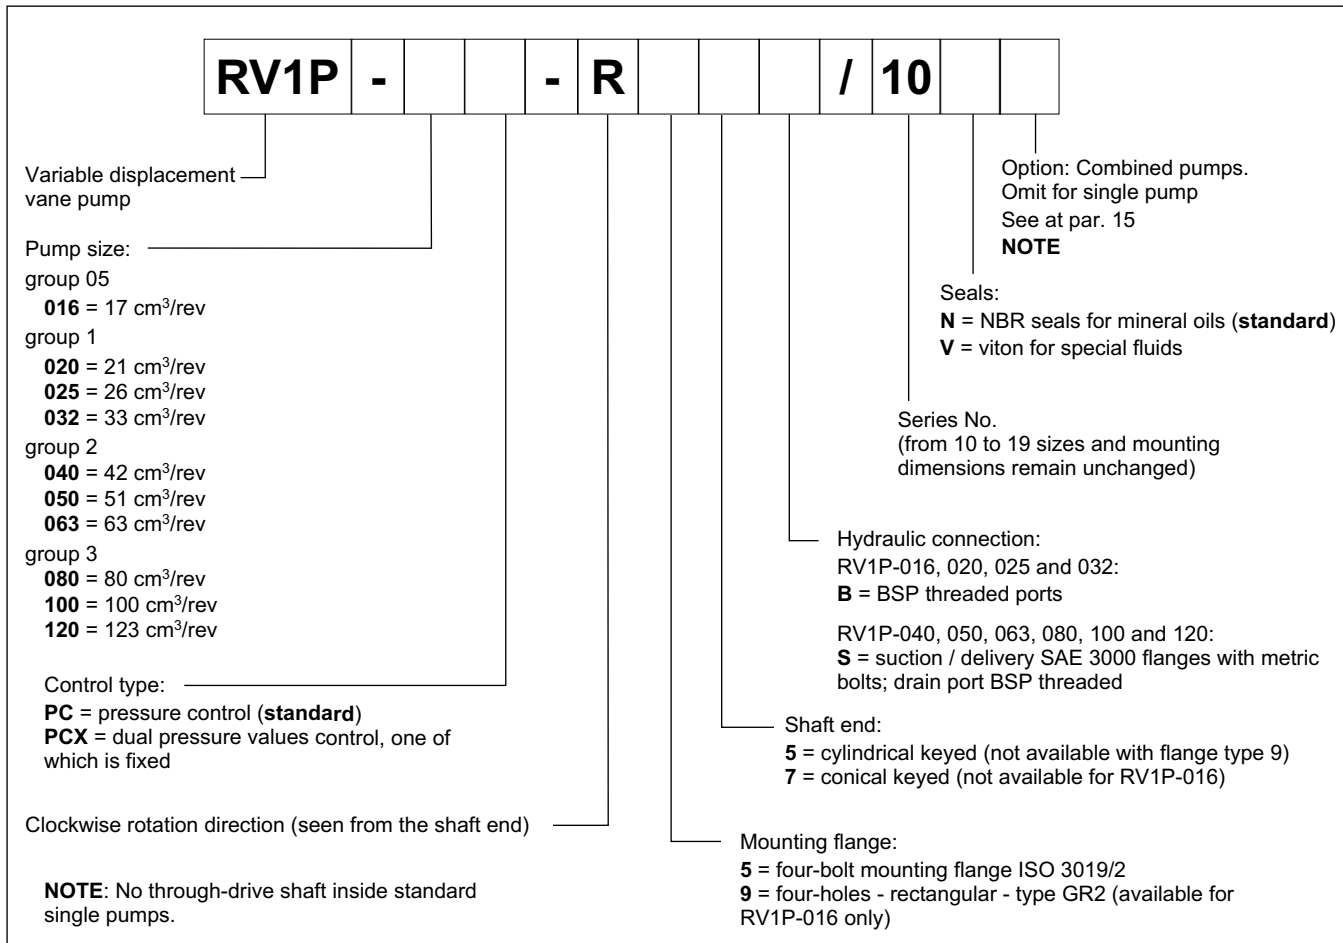 RV1P - - R / 10
Variable displacement
vane pump
Pump size:
group 05
016 = 17 cm³/rev
group 1
020 = 21 cm³/rev
025 = 26 cm³/rev
032 = 33 cm³/rev
group 2
040 = 42 cm³/rev
050 = 51 cm³/rev
063 = 63 cm³/rev
group 3
080 = 80 cm³/rev
100 = 100 cm³/rev
120 = 123 cm³/rev
Control type:
PC = pressure control (standard)
PCX = dual pressure values control, one of
which is fixed
Clockwise rotation direction (seen from the shaft end)
NOTE: No through-drive shaft inside standard
single pumps.
Option: Combined pumps.
Omit for single pump
See at par. 15
NOTE
Seals:
N = NBR seals for mineral oils (standard)
V = viton for special fluids
Series No.
(from 10 to 19 sizes and mounting
dimensions remain unchanged)
Hydraulic connection:
RV1P-016, 020, 025 and 032:
B = BSP threaded ports
RV1P-040, 050, 063, 080, 100 and 120:
S = suction / delivery SAE 3000 flanges with metric
bolts; drain port BSP threaded
Shaft end:
5 = cylindrical keyed (not available with flange type 9)
7 = conical keyed (not available for RV1P-016)
Mounting flange:
5 = four-bolt mounting flange ISO 3019/2
9 = four-holes - rectangular - type GR2 (available for
RV1P-016 only)